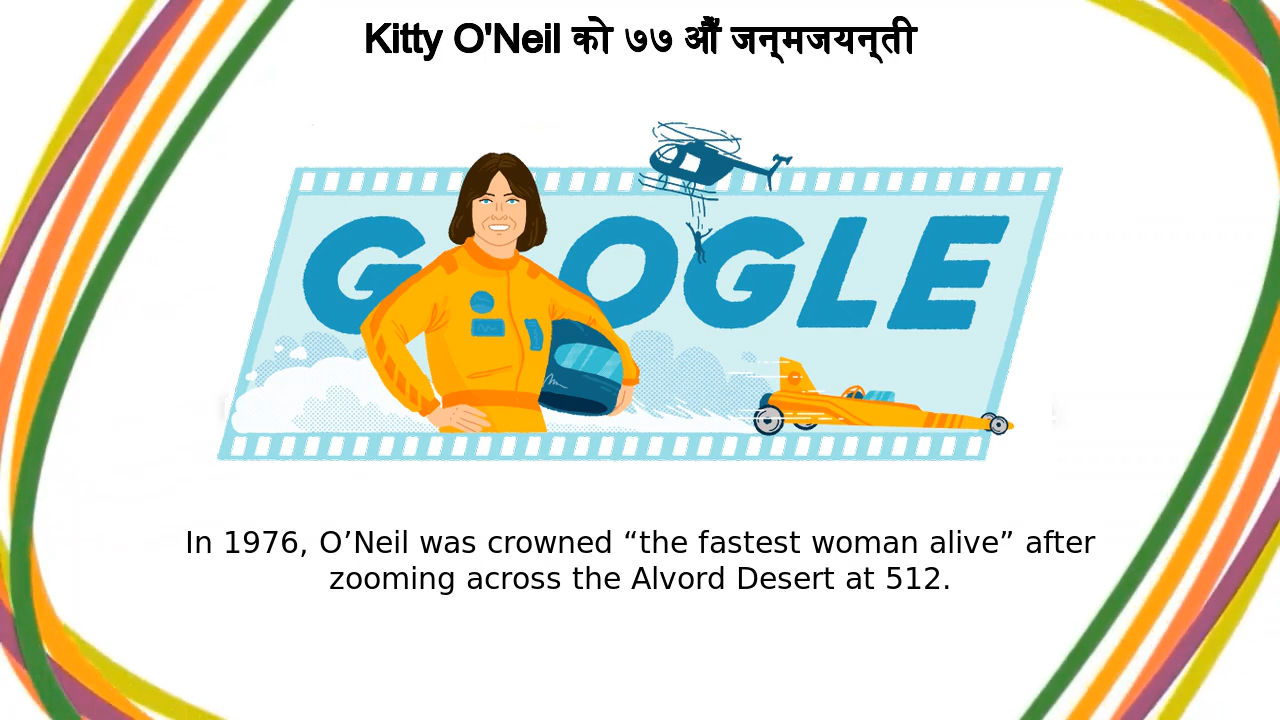 Kitty O'Neil को ७७ औँ जन्मजयन्ती
GOOGLE
In 1976, O’Neil was crowned “the fastest woman alive” after
zooming across the Alvord Desert at 512.